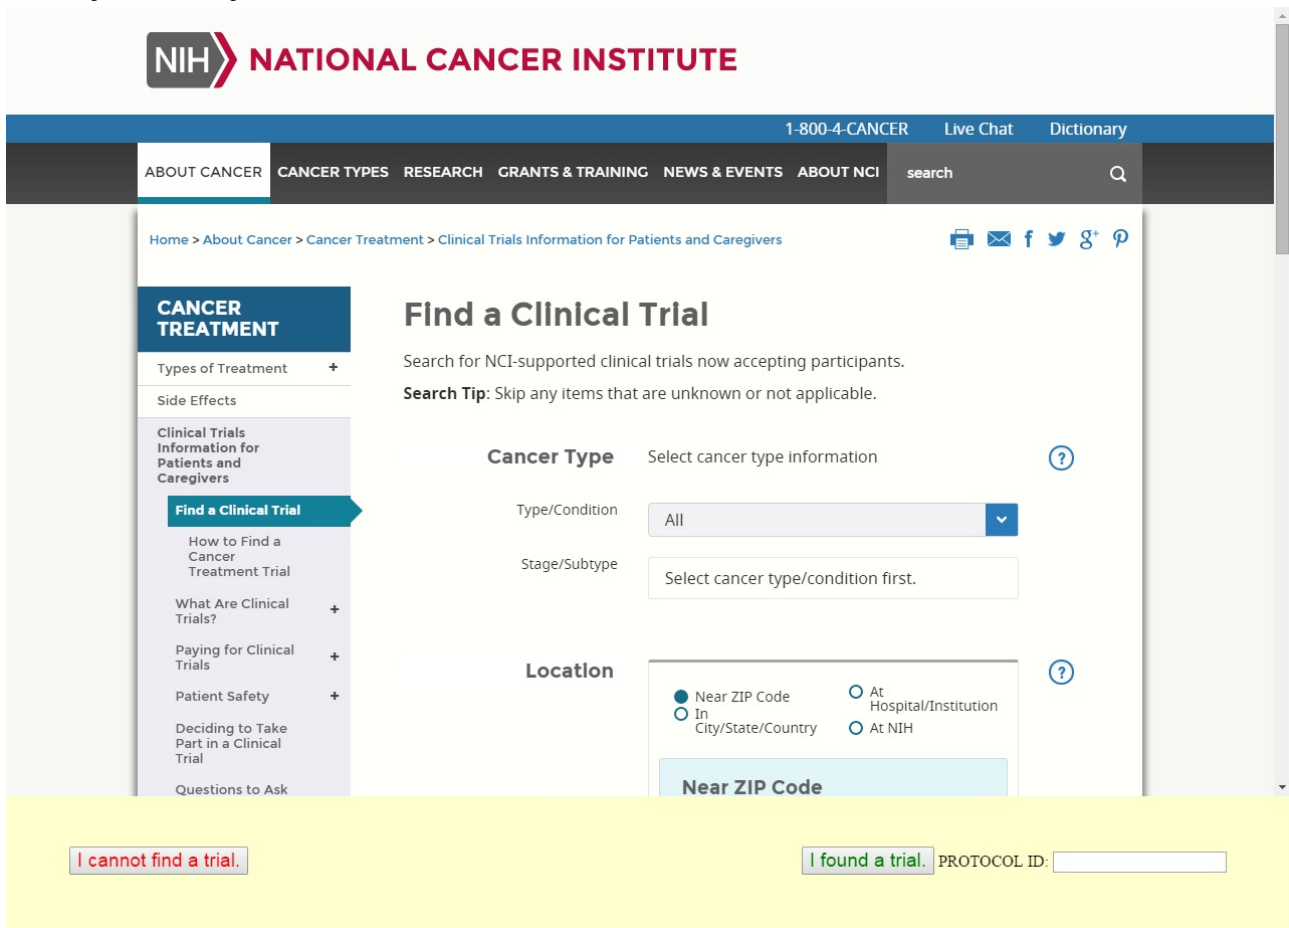 NIH NATIONAL CANCER INSTITUTE
1-800-4-CANCER Live Chat Dictionary
ABOUT CANCER CANCER TYPES RESEARCH GRANTS & TRAINING NEWS & EVENTS ABOUT NCI search
Home > About Cancer > Cancer Treatment > Clinical Trials Information for Patients and Caregivers
CANCER
TREATMENT
Types of Treatment +
Side Effects
Clinical Trials
Information for
Patients and
Caregivers
Find a Clinical Trial
How to Find a
Cancer
Treatment Trial
What Are Clinical
Trials? +
Paying for Clinical
Trials +
Patient Safety +
Deciding to Take
Part in a Clinical
Trial
Questions to Ask
Find a Clinical Trial
Search for NCI-supported clinical trials now accepting participants.
Search Tip: Skip any items that are unknown or not applicable.
Cancer Type Select cancer type information ?
Type/Condition All
Stage/Subtype Select cancer type/condition first.
Location ?
Near ZIP Code
In
City/State/Country
At
Hospital/Institution
At NIH
Near ZIP Code
I cannot find a trial.
I found a trial. PROTOCOL ID: